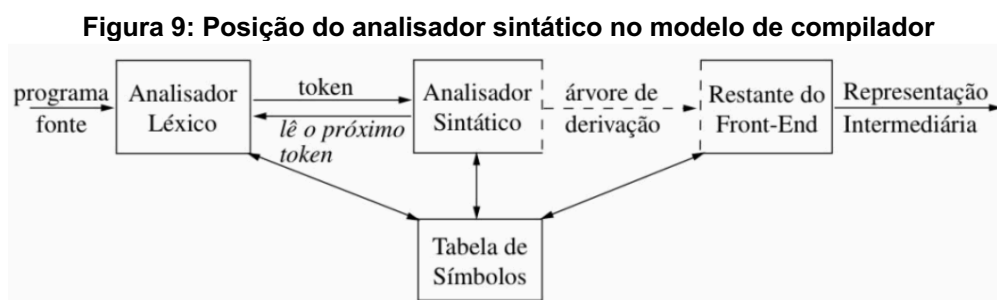 Figura 9: Posição do analisador sintático no modelo de compilador
programa
fonte
Analisador
Léxico
token
lê o próximo
token
Analisador
Sintático
árvore de
derivação
Restante do
Front-End
Representação
Intermediária
Tabela de
Símbolos